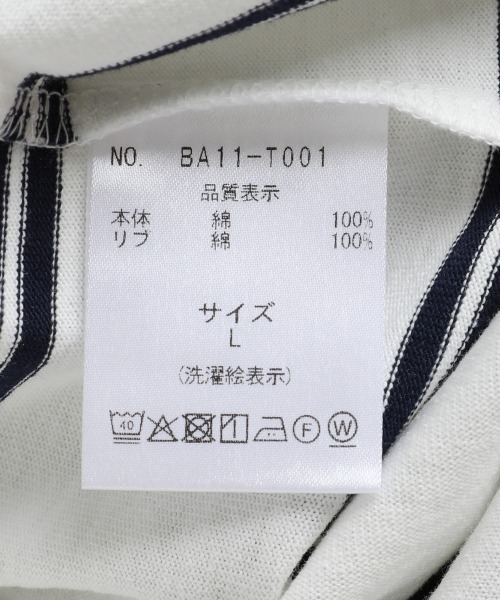 NO. BA11-T001
品質表示
本体 綿 100%
リブ 綿 100%
サイズ
L
(洗濯絵表示)
40 F W